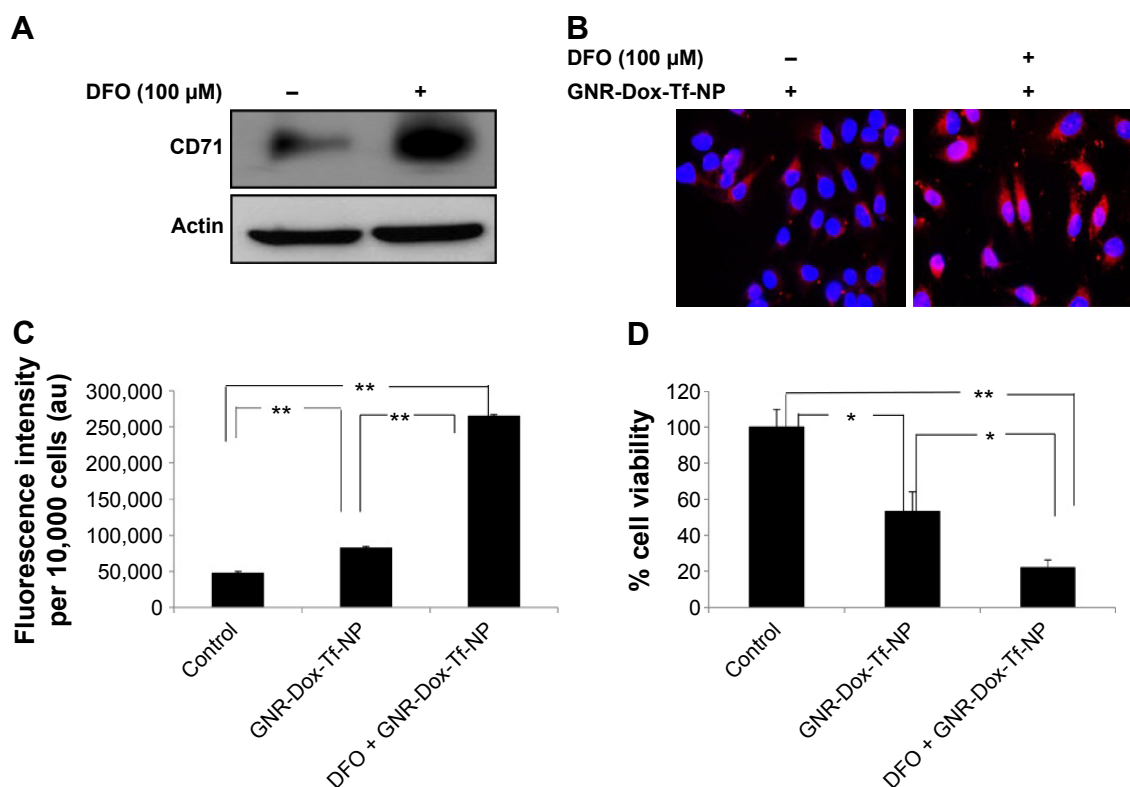 A
DFO (100 μM) – +
CD71
Actin
B
DFO (100 μM) – +
GNR-Dox-Tf-NP + +
C
Fluorescence intensity
per 10,000 cells (au)
300,000
250,000
200,000
150,000
100,000
50,000
0
** ** **
Control
GNR-Dox-Tf-NP
DFO + GNR-Dox-Tf-NP
D
% cell viability
120
100
80
60
40
20
0
** * *
Control
GNR-Dox-Tf-NP
DFO + GNR-Dox-Tf-NP